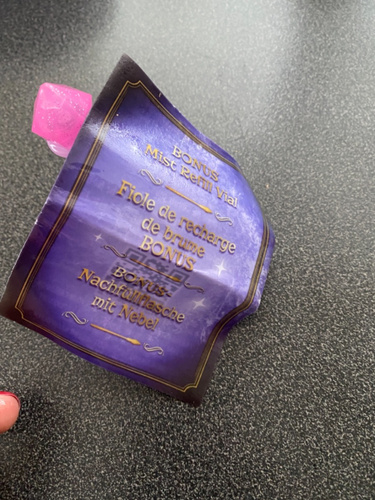 BONUS
Mist Refill Vial
Fiole de recharge
de brume
BONUS
BONUS-
Nachfüllflasche
mit Nebel